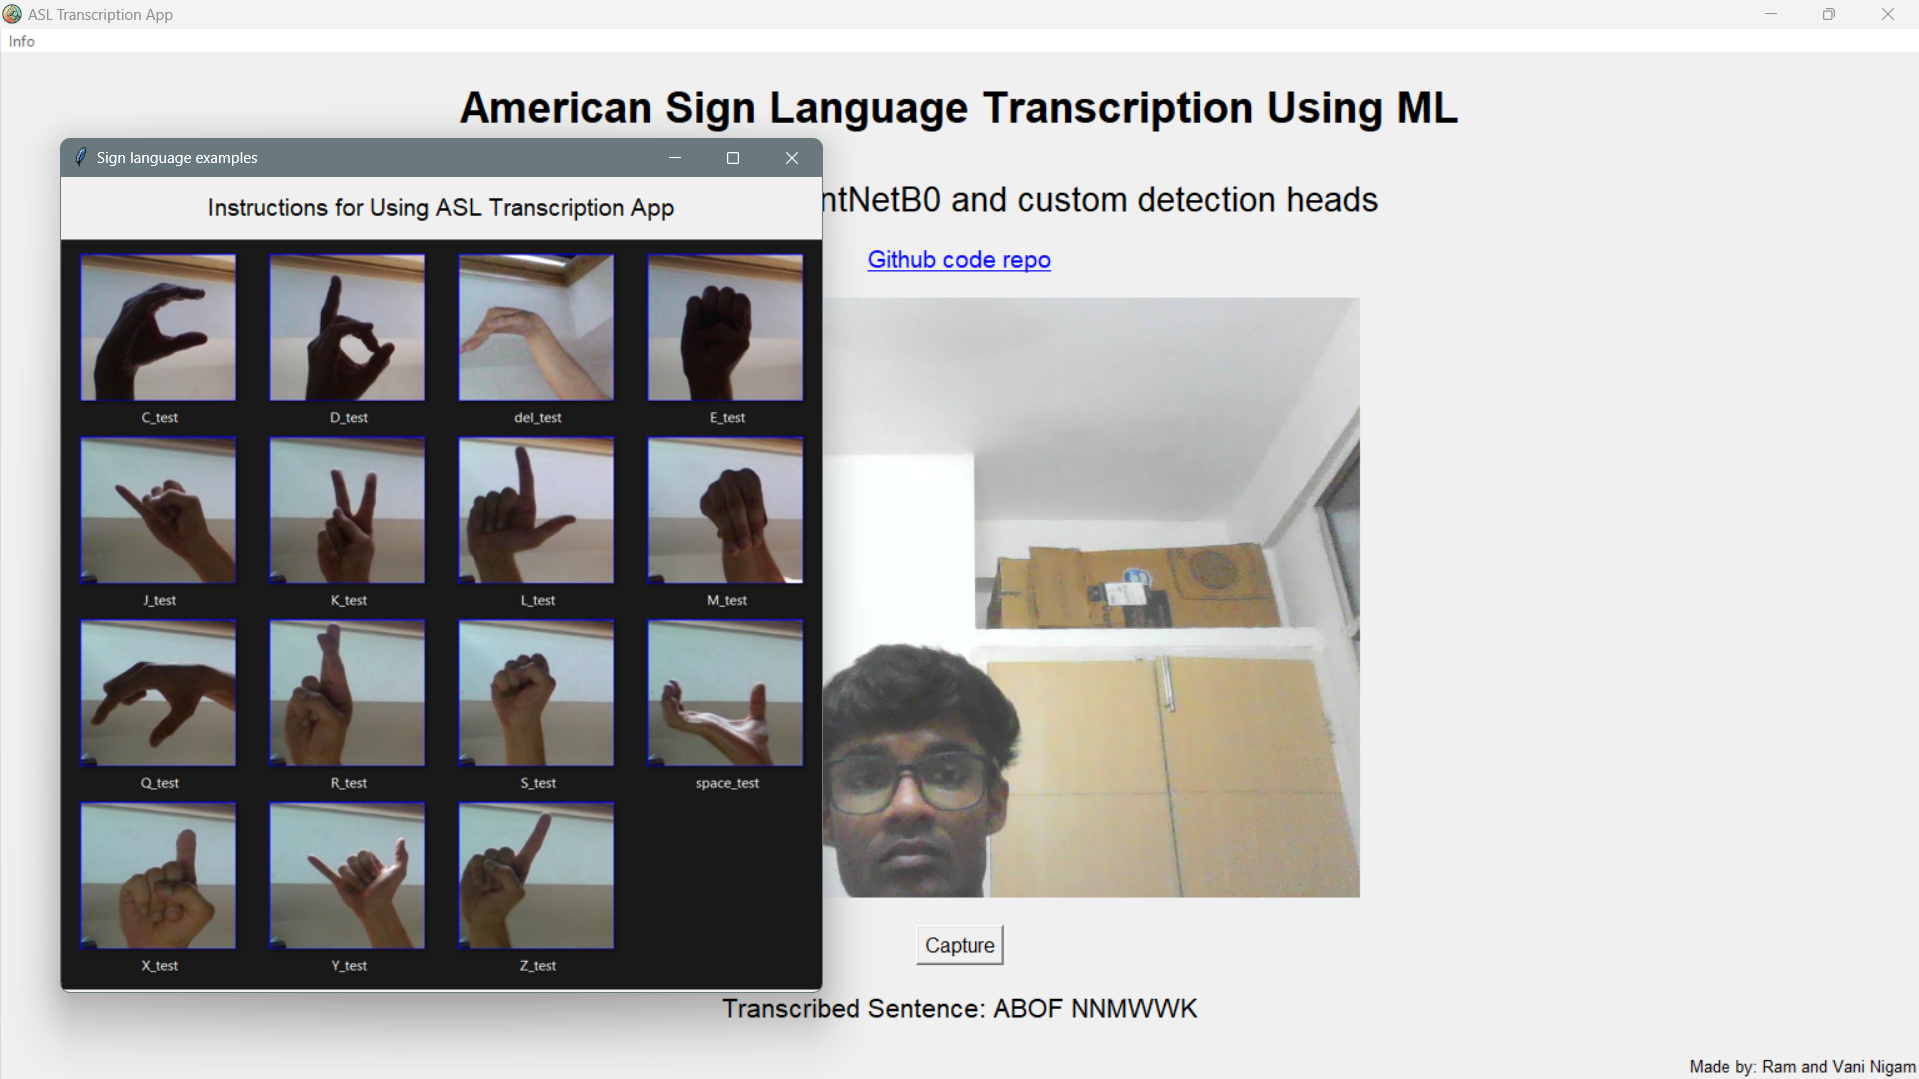 ASL Transcription App
Info
American Sign Language Transcription Using ML
Sign language examples
Instructions for Using ASL Transcription App
and custom detection heads
Github code repo
C_test D_test del_test E_test
J_test K_test L_test M_test
Q_test R_test S_test space_test
X_test Y_test Z_test
Capture
Transcribed Sentence: ABOF NNMWWK
Made by: Ram and Vani Nigam